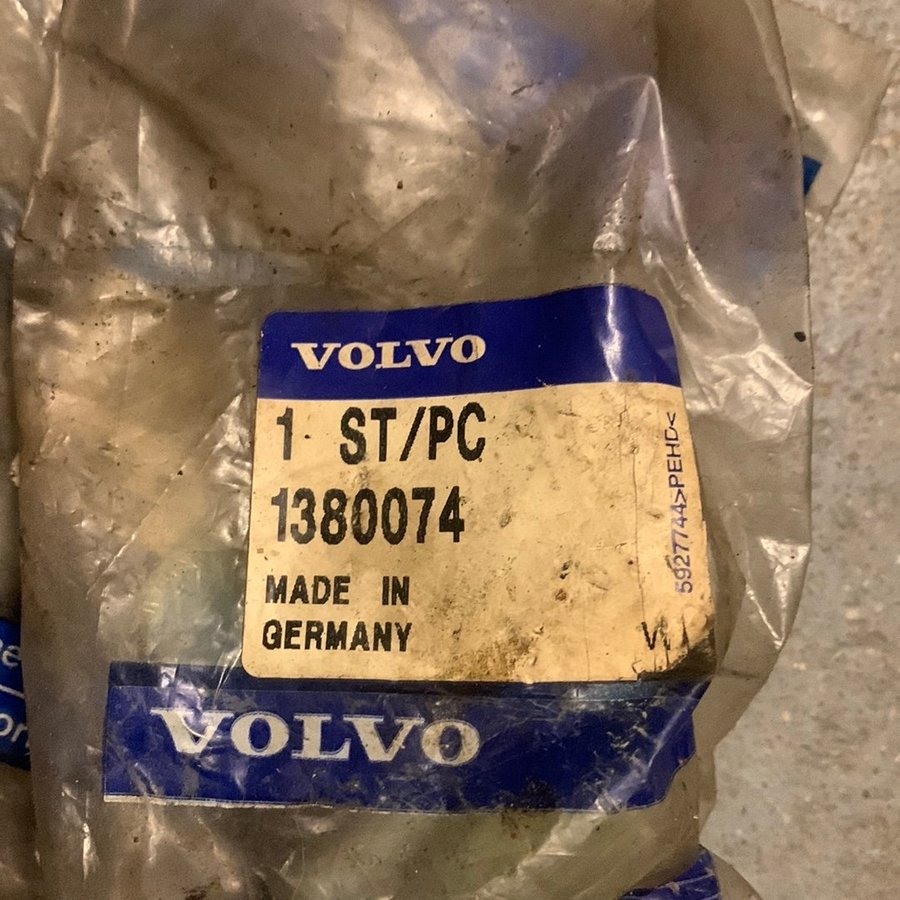 VOLVO
1 ST/PC
1380074
MADE IN
GERMANY
5927744>PEHD<
VOLVO